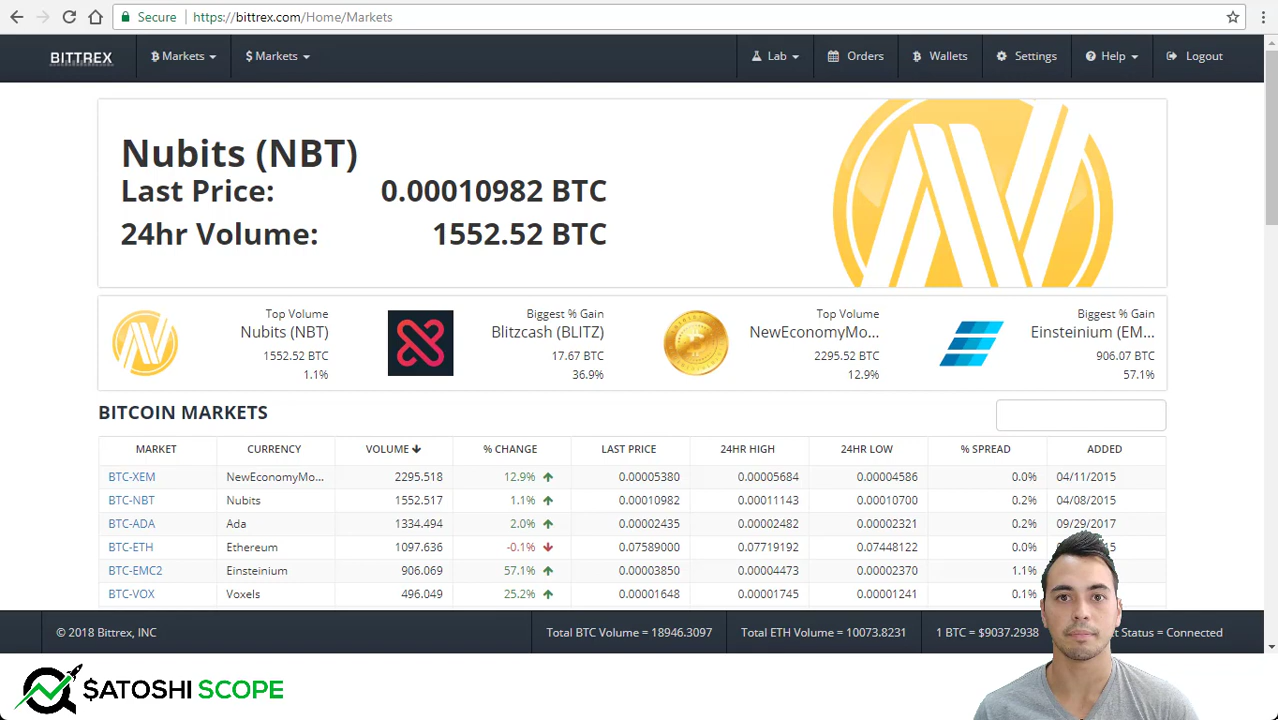 Secure https://bittrex.com/Home/Markets
BITTREX Markets $ Markets Lab Orders Wallets Settings Help Logout
Nubits (NBT)
Last Price: 0.00010982 BTC
24hr Volume: 1552.52 BTC
Top Volume
Nubits (NBT)
1552.52 BTC
1.1%
Biggest % Gain
Blitzcash (BLITZ)
17.67 BTC
36.9%
Top Volume
NewEconomyMo...
2295.52 BTC
12.9%
Biggest % Gain
Einsteinium (EM...
906.07 BTC
57.1%
BITCOIN MARKETS
MARKET CURRENCY VOLUME % CHANGE LAST PRICE 24HR HIGH 24HR LOW % SPREAD ADDED
BTC-XEM NewEconomyMo... 2295.518 12.9% 0.00005380 0.00005684 0.00004586 0.0% 04/11/2015
BTC-NBT Nubits 1552.517 1.1% 0.00010982 0.00011143 0.00010700 0.2% 04/08/2015
BTC-ADA Ada 1334.494 2.0% 0.00002435 0.00002482 0.00002321 0.2% 09/29/2017
BTC-ETH Ethereum 1097.636 -0.1% 0.07589000 0.07719192 0.07448122 0.0%
BTC-EMC2 Einsteinium 6.069 57.1% 0.00003850 0.00004473 0.00002370 1.1%
BTC-VOX Voxels 496.049 25.2% 0.00001648 0.00001745 0.00001241 0.1%
© 2018 Bittrex, INC Total BTC Volume = 18946.3097 Total ETH Volume = 10073.8231 1 BTC = $9037.2938 Status = Connected
$ATOSHI SCOPE